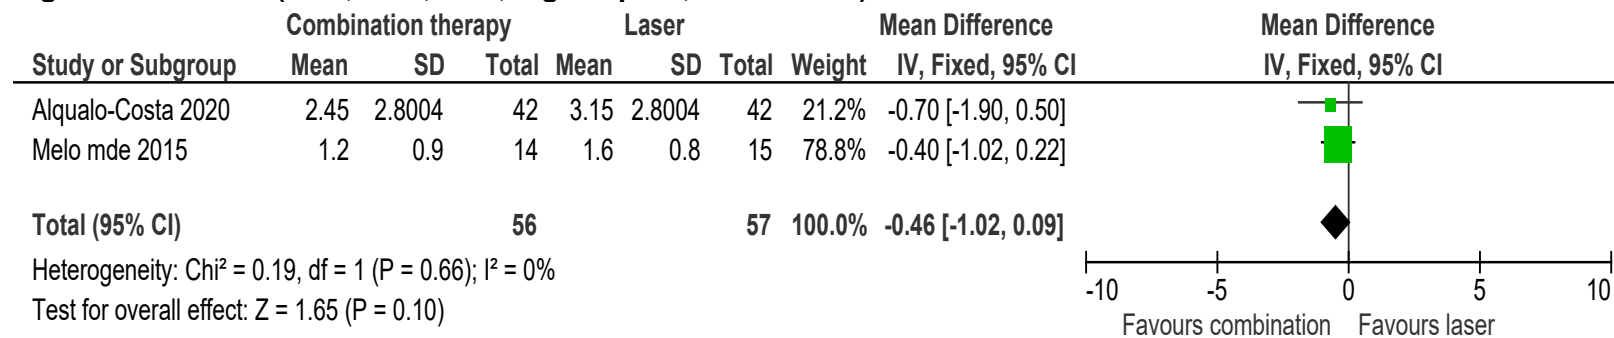 Combination therapy Laser Mean Difference Mean Difference
Study or Subgroup Mean SD Total Mean SD Total Weight IV, Fixed, 95% CI IV, Fixed, 95% CI
Alqualo-Costa 2020 2.45 2.8004 42 3.15 2.8004 42 21.2% -0.70 [-1.90, 0.50]
Melo mde 2015 1.2 0.9 14 1.6 0.8 15 78.8% -0.40 [-1.02, 0.22]
Total (95% CI) 56 57 100.0% -0.46 [-1.02, 0.09]
Heterogeneity: Chi² = 0.19, df = 1 (P = 0.66); I² = 0%
Test for overall effect: Z = 1.65 (P = 0.10)
-10 -5 0 5 10
Favours combination Favours laser